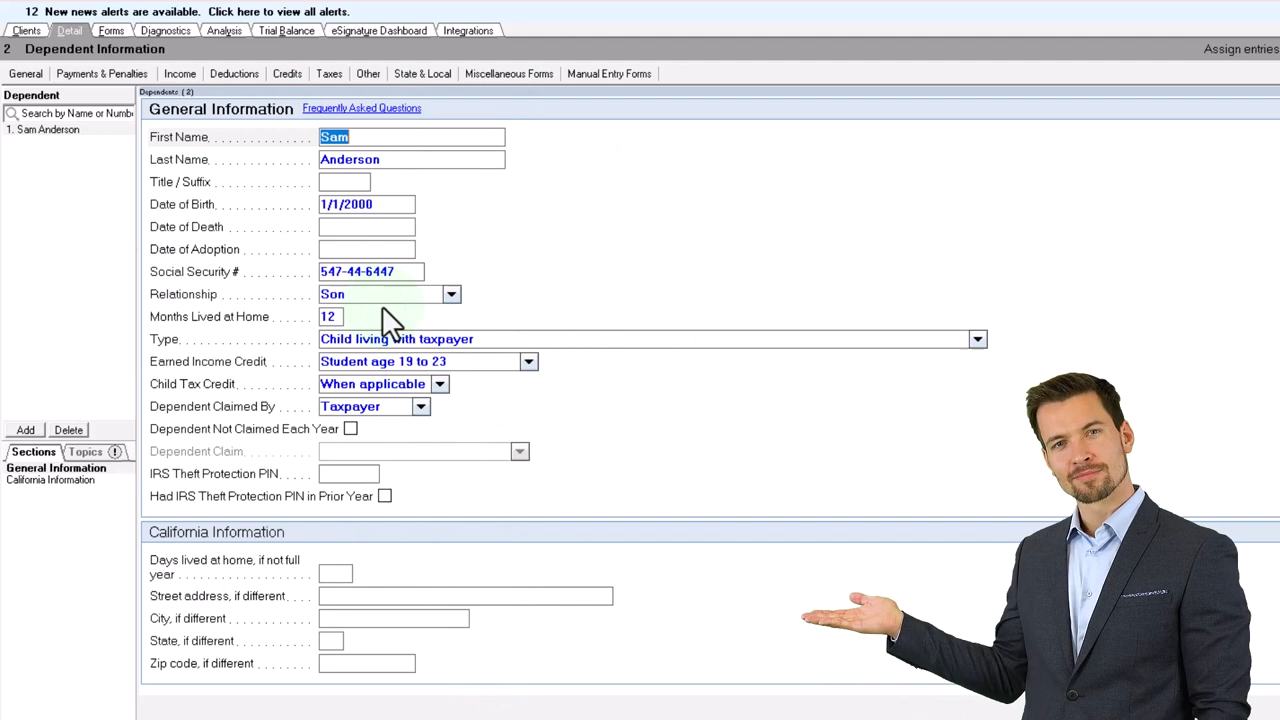 12 New news alerts are available. Click here to view all alerts.
Clients Detail Forms Diagnostics Analysis Trial Balance eSignature Dashboard Integrations
2 Dependent Information Assign entries
General Payments & Penalties Income Deductions Credits Taxes Other State & Local Miscellaneous Forms Manual Entry Forms
Dependent
Search by Name or Numb
1. Sam Anderson
Add Delete
Sections Topics
General Information
California Information
Dependents (2)
General Information Frequently Asked Questions
First Name Sam
Last Name Anderson
Title / Suffix
Date of Birth 1/1/2000
Date of Death
Date of Adoption
Social Security # 547-44-6447
Relationship Son
Months Lived at Home 12
Type Child living with taxpayer
Earned Income Credit Student age 19 to 23
Child Tax Credit When applicable
Dependent Claimed By Taxpayer
Dependent Not Claimed Each Year
Dependent Claim
IRS Theft Protection PIN
Had IRS Theft Protection PIN in Prior Year
California Information
Days lived at home, if not full
year
Street address, if different
City, if different
State, if different
Zip code, if different